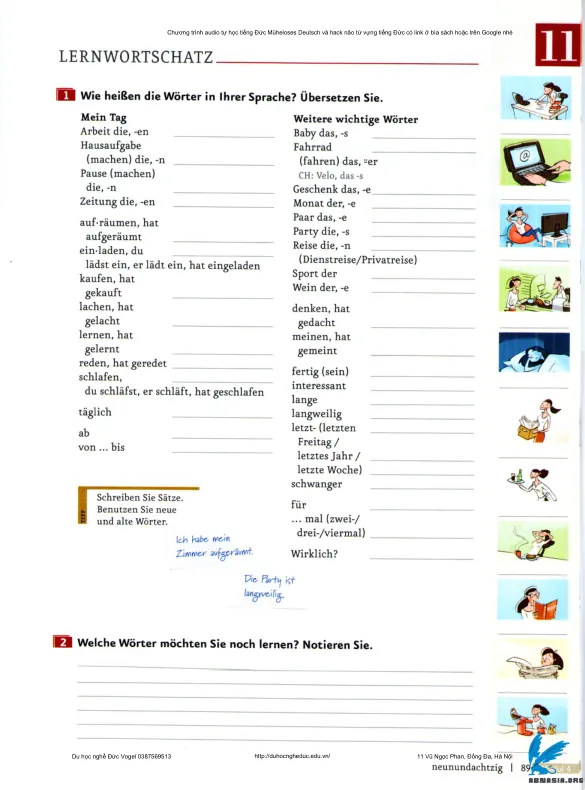 Chương trình audio tự học tiếng Đức Müheloses Deutsch và hack não từ vựng tiếng Đức có link ở bìa sách hoặc trên Google nhé
11
LERNWORTSCHATZ
1 Wie heißen die Wörter in Ihrer Sprache? Übersetzen Sie.
Mein Tag
Arbeit die, -en
Hausaufgabe
(machen) die, -n
Pause (machen)
die, -n
Zeitung die, -en
auf·räumen, hat
aufgeräumt
ein·laden, du
lädst ein, er lädt ein, hat eingeladen
kaufen, hat
gekauft
lachen, hat
gelacht
lernen, hat
gelernt
reden, hat geredet
schlafen,
du schläfst, er schläft, hat geschlafen
täglich
ab
von ... bis
Weitere wichtige Wörter
Baby das, -s
Fahrrad
(fahren) das, ⸚er
CH: Velo, das -s
Geschenk das, -e
Monat der, -e
Paar das, -e
Party die, -s
Reise die, -n
(Dienstreise/Privatreise)
Sport der
Wein der, -e
denken, hat
gedacht
meinen, hat
gemeint
fertig (sein)
interessant
lange
langweilig
letzt- (letzten
Freitag /
letztes Jahr /
letzte Woche)
schwanger
für
... mal (zwei-/
drei-/viermal)
Wirklich?
TIPP
Schreiben Sie Sätze.
Benutzen Sie neue
und alte Wörter.
Ich habe mein
Zimmer aufgeräumt.
Die Party ist
langweilig.
2 Welche Wörter möchten Sie noch lernen? Notieren Sie.
Du học nghề Đức Vogel 0387569513
http://duhocngheduc.edu.vn/
11 Vũ Ngọc Phan, Đống Đa, Hà Nội
neunundachtzig | 89